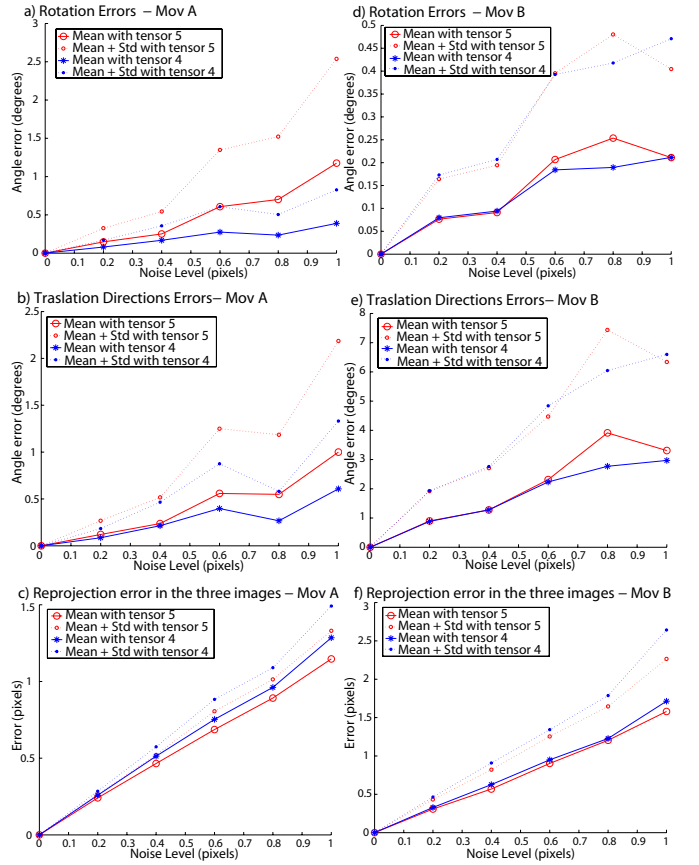 a) Rotation Errors – Mov A
3
2.5
2
1.5
1
0.5
0
Angle error (degrees)
Mean with tensor 5
Mean + Std with tensor 5
Mean with tensor 4
Mean + Std with tensor 4
0 0.1 0.2 0.3 0.4 0.5 0.6 0.7 0.8 0.9 1
Noise Level (pixels)
d) Rotation Errors – Mov B
0.5
0.45
0.4
0.35
0.3
0.25
0.2
0.15
0.1
0.05
0
Angle error (degrees)
Mean with tensor 5
Mean + Std with tensor 5
Mean with tensor 4
Mean + Std with tensor 4
0 0.1 0.2 0.3 0.4 0.5 0.6 0.7 0.8 0.9 1
Noise Level (pixels)
b) Traslation Directions Errors– Mov A
2.5
2
1.5
1
0.5
0
Angle error (degrees)
Mean with tensor 5
Mean + Std with tensor 5
Mean with tensor 4
Mean + Std with tensor 4
0 0.1 0.2 0.3 0.4 0.5 0.6 0.7 0.8 0.9 1
Noise Level (pixels)
e) Traslation Directions Errors– Mov B
8
7
6
5
4
3
2
1
0
Angle error (degrees)
Mean with tensor 5
Mean + Std with tensor 5
Mean with tensor 4
Mean + Std with tensor 4
0 0.1 0.2 0.3 0.4 0.5 0.6 0.7 0.8 0.9 1
Noise Level (pixels)
c) Reprojection error in the three images – Mov A
1.5
1
0.5
0
Error (pixels)
Mean with tensor 5
Mean + Std with tensor 5
Mean with tensor 4
Mean + Std with tensor 4
0 0.1 0.2 0.3 0.4 0.5 0.6 0.7 0.8 0.9 1
Noise Level (pixels)
f) Reprojection error in the three images – Mov B
3
2.5
2
1.5
1
0.5
0
Error (pixels)
Mean with tensor 5
Mean + Std with tensor 5
Mean with tensor 4
Mean + Std with tensor 4
0 0.1 0.2 0.3 0.4 0.5 0.6 0.7 0.8 0.9 1
Noise Level (pixels)